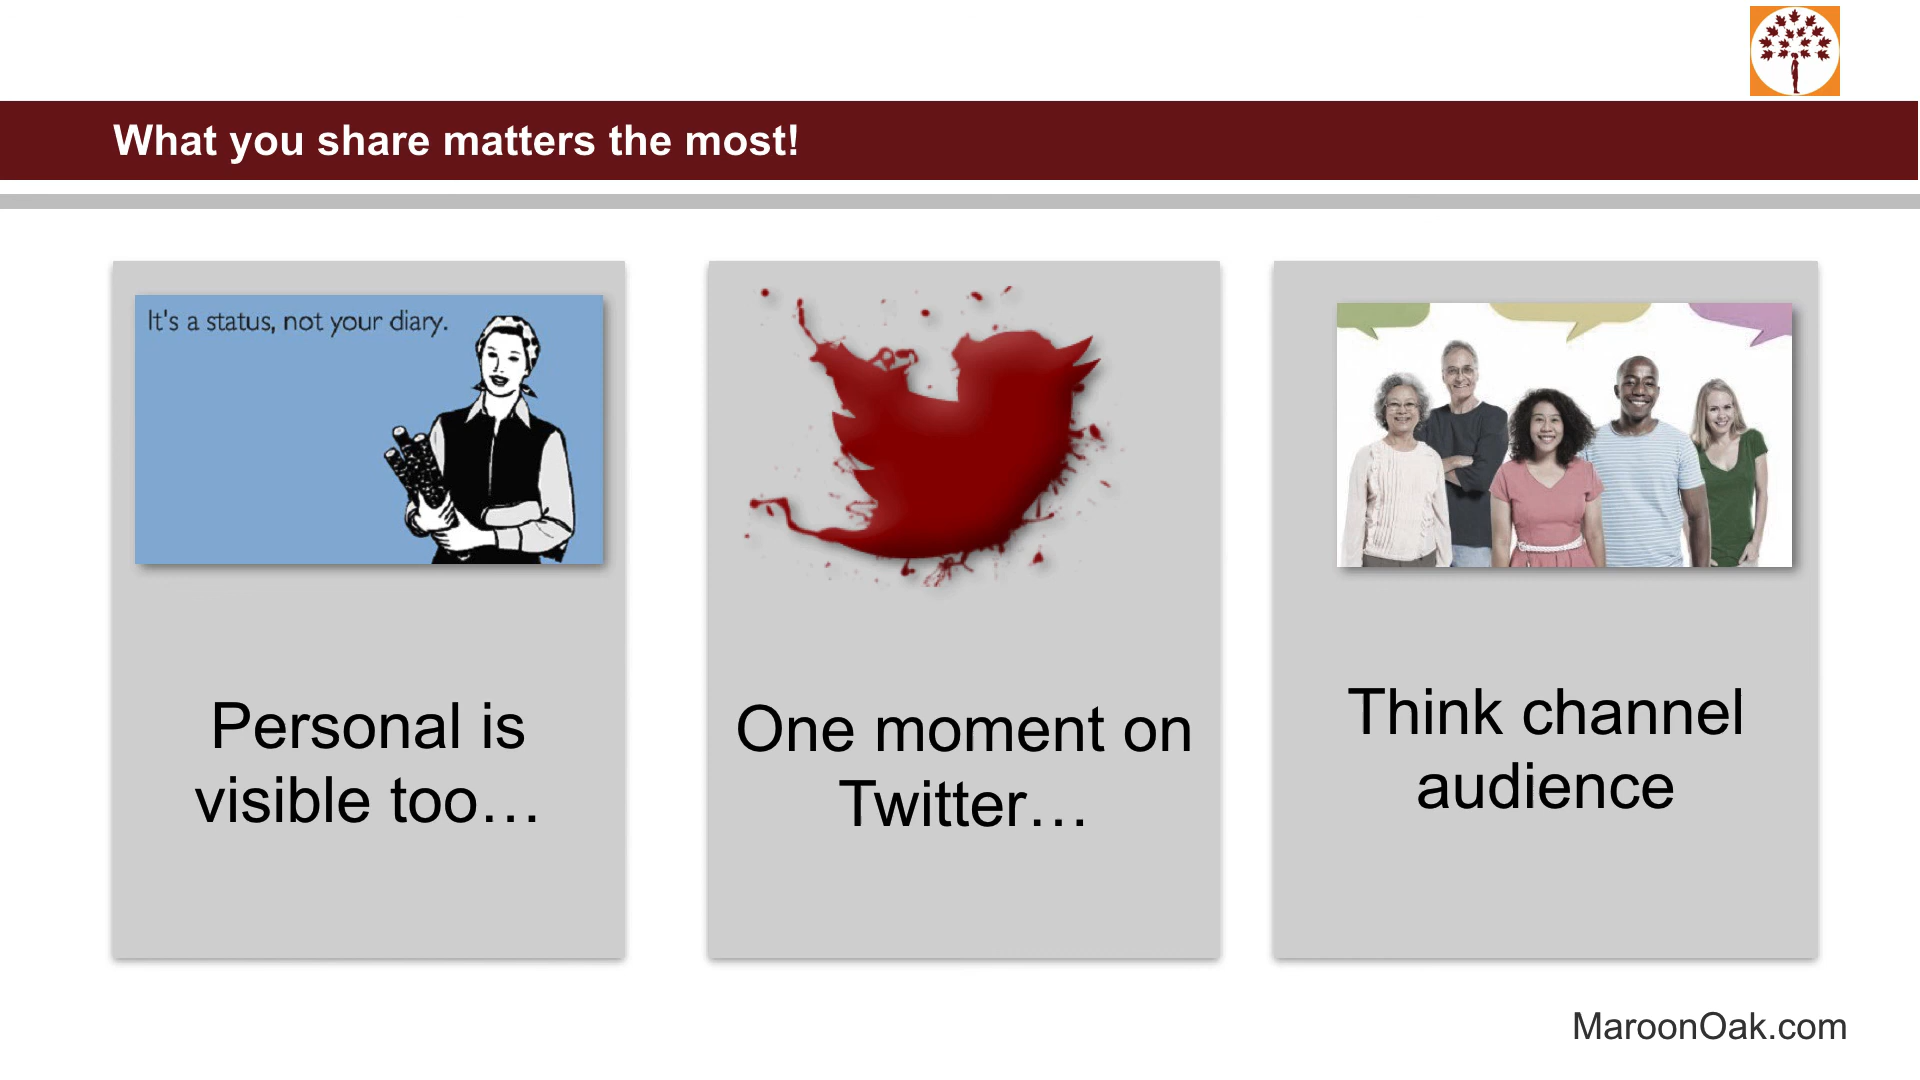 What you share matters the most!
It's a status, not your diary.
Personal is
visible too…
One moment on
Twitter…
Think channel
audience
MaroonOak.com